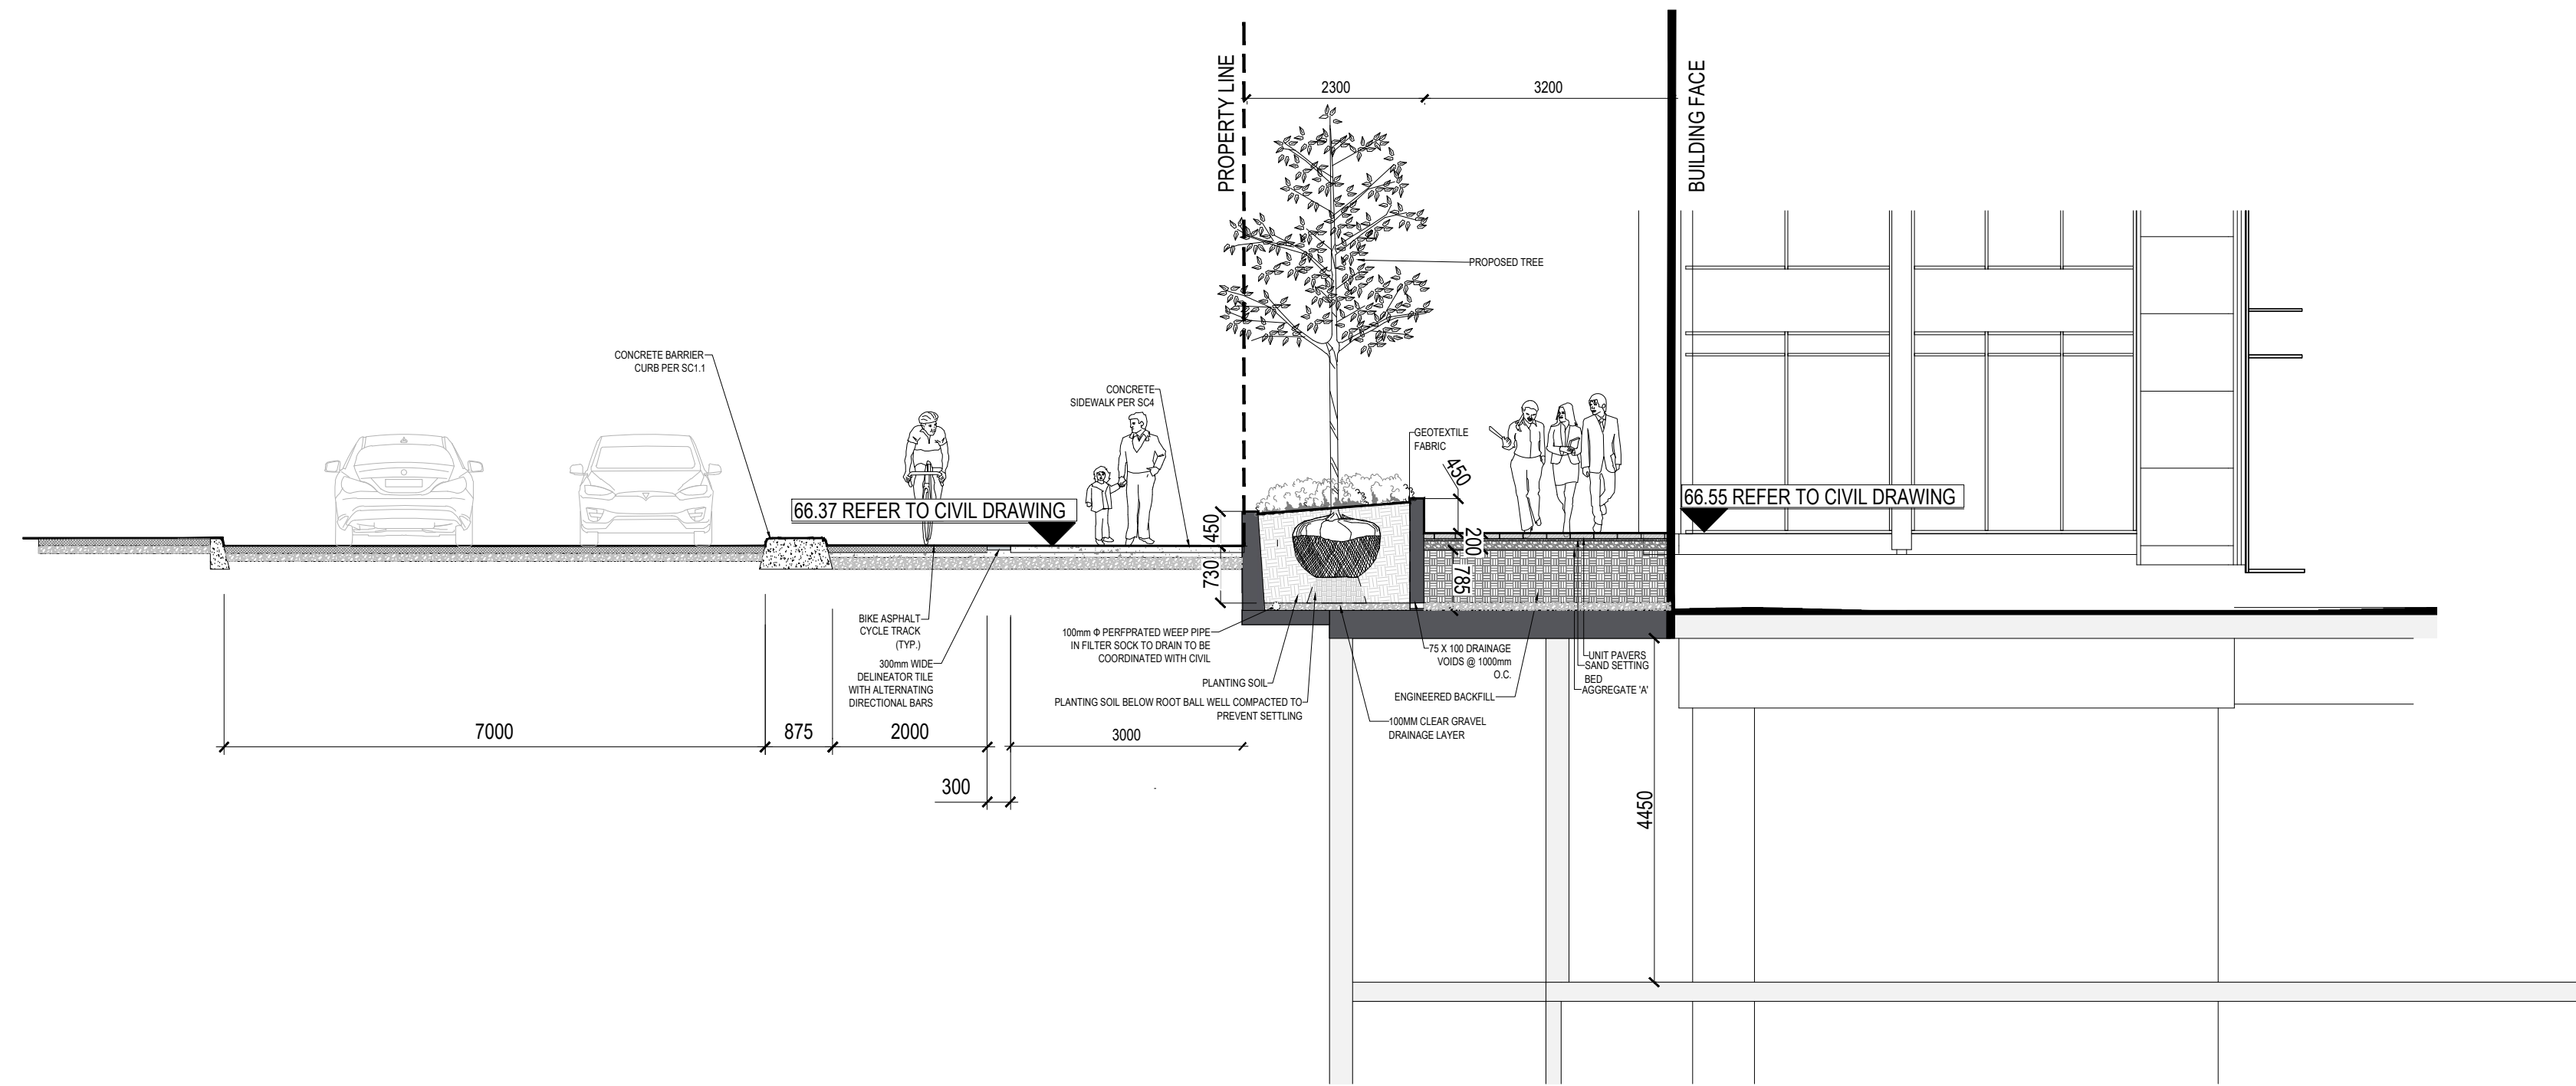 PROPERTY LINE
2300
3200
BUILDING FACE
PROPOSED TREE
CONCRETE BARRIER
CURB PER SC1.1
CONCRETE
SIDEWALK PER SC4
GEOTEXTILE
FABRIC
450
66.37 REFER TO CIVIL DRAWING
66.55 REFER TO CIVIL DRAWING
450
730
200
785
BIKE ASPHALT
CYCLE TRACK
(TYP.)
300mm WIDE
DELINEATOR TILE
WITH ALTERNATING
DIRECTIONAL BARS
100mm Φ PERFPRATED WEEP PIPE
IN FILTER SOCK TO DRAIN TO BE
COORDINATED WITH CIVIL
PLANTING SOIL
PLANTING SOIL BELOW ROOT BALL WELL COMPACTED TO
PREVENT SETTLING
75 X 100 DRAINAGE
VOIDS @ 1000mm
O.C.
ENGINEERED BACKFILL
100MM CLEAR GRAVEL
DRAINAGE LAYER
UNIT PAVERS
SAND SETTING
BED
AGGREGATE 'A'
7000
875
2000
3000
300
4450